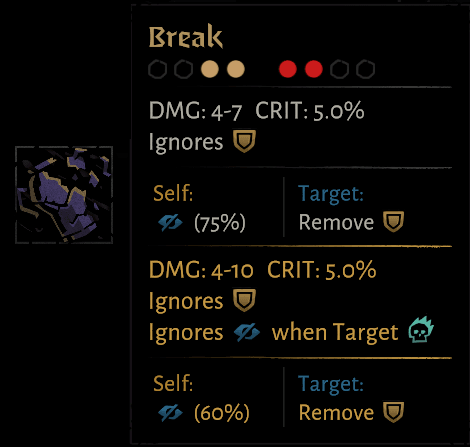 Break
DMG: 4-7 CRIT: 5.0%
Ignores
Self:
(75%)
Target:
Remove
DMG: 4-10 CRIT: 5.0%
Ignores
Ignores when Target
Self:
(60%)
Target:
Remove